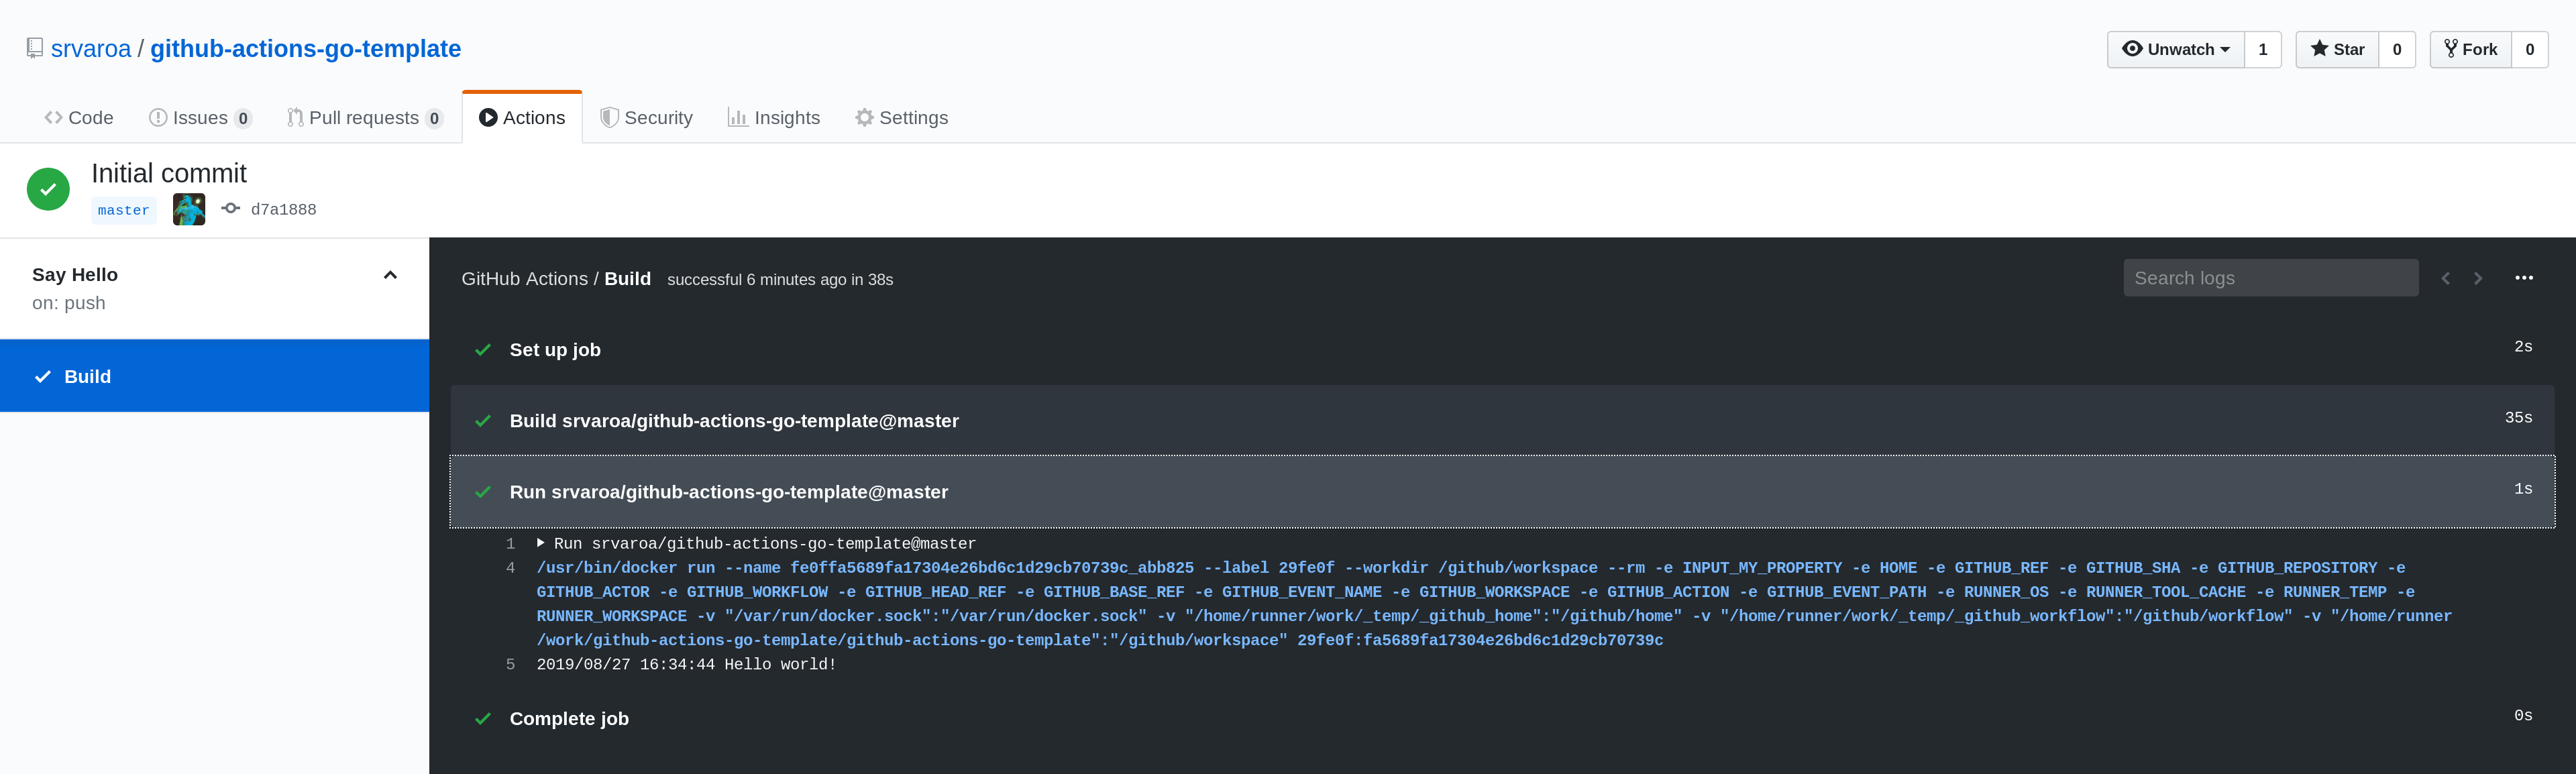 srvaroa / github-actions-go-template
Unwatch 1 Star 0 Fork 0
Code Issues 0 Pull requests 0 Actions Security Insights Settings
Initial commit
master d7a1888
Say Hello
on: push
Build
GitHub Actions / Build successful 6 minutes ago in 38s
Search logs
Set up job 2s
Build srvaroa/github-actions-go-template@master 35s
Run srvaroa/github-actions-go-template@master 1s
1 Run srvaroa/github-actions-go-template@master
4 /usr/bin/docker run --name fe0ffa5689fa17304e26bd6c1d29cb70739c_abb825 --label 29fe0f --workdir /github/workspace --rm -e INPUT_MY_PROPERTY -e HOME -e GITHUB_REF -e GITHUB_SHA -e GITHUB_REPOSITORY -e
GITHUB_ACTOR -e GITHUB_WORKFLOW -e GITHUB_HEAD_REF -e GITHUB_BASE_REF -e GITHUB_EVENT_NAME -e GITHUB_WORKSPACE -e GITHUB_ACTION -e GITHUB_EVENT_PATH -e RUNNER_OS -e RUNNER_TOOL_CACHE -e RUNNER_TEMP -e
RUNNER_WORKSPACE -v "/var/run/docker.sock":"/var/run/docker.sock" -v "/home/runner/work/_temp/_github_home":"/github/home" -v "/home/runner/work/_temp/_github_workflow":"/github/workflow" -v "/home/runner
/work/github-actions-go-template/github-actions-go-template":"/github/workspace" 29fe0f:fa5689fa17304e26bd6c1d29cb70739c
5 2019/08/27 16:34:44 Hello world!
Complete job 0s